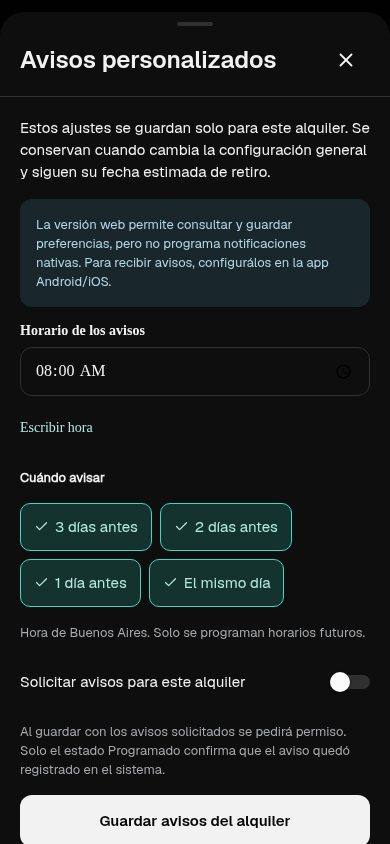 Avisos personalizados
Estos ajustes se guardan solo para este alquiler. Se
conservan cuando cambia la configuración general
y siguen su fecha estimada de retiro.
La versión web permite consultar y guardar
preferencias, pero no programa notificaciones
nativas. Para recibir avisos, configurálos en la app
Android/iOS.
Horario de los avisos
08:00 AM
Escribir hora
Cuándo avisar
3 días antes
2 días antes
1 día antes
El mismo día
Hora de Buenos Aires. Solo se programan horarios futuros.
Solicitar avisos para este alquiler
Al guardar con los avisos solicitados se pedirá permiso.
Solo el estado Programado confirma que el aviso quedó
registrado en el sistema.
Guardar avisos del alquiler